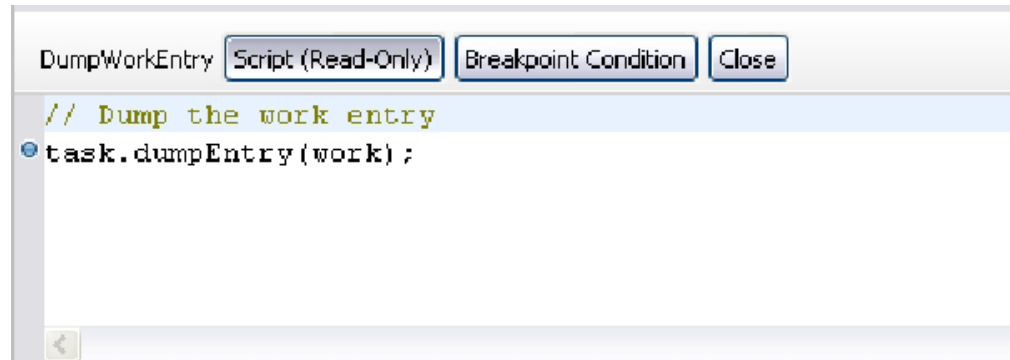 DumpWorkEntry Script (Read-Only) Breakpoint Condition Close
// Dump the work entry
task.dumpEntry(work);